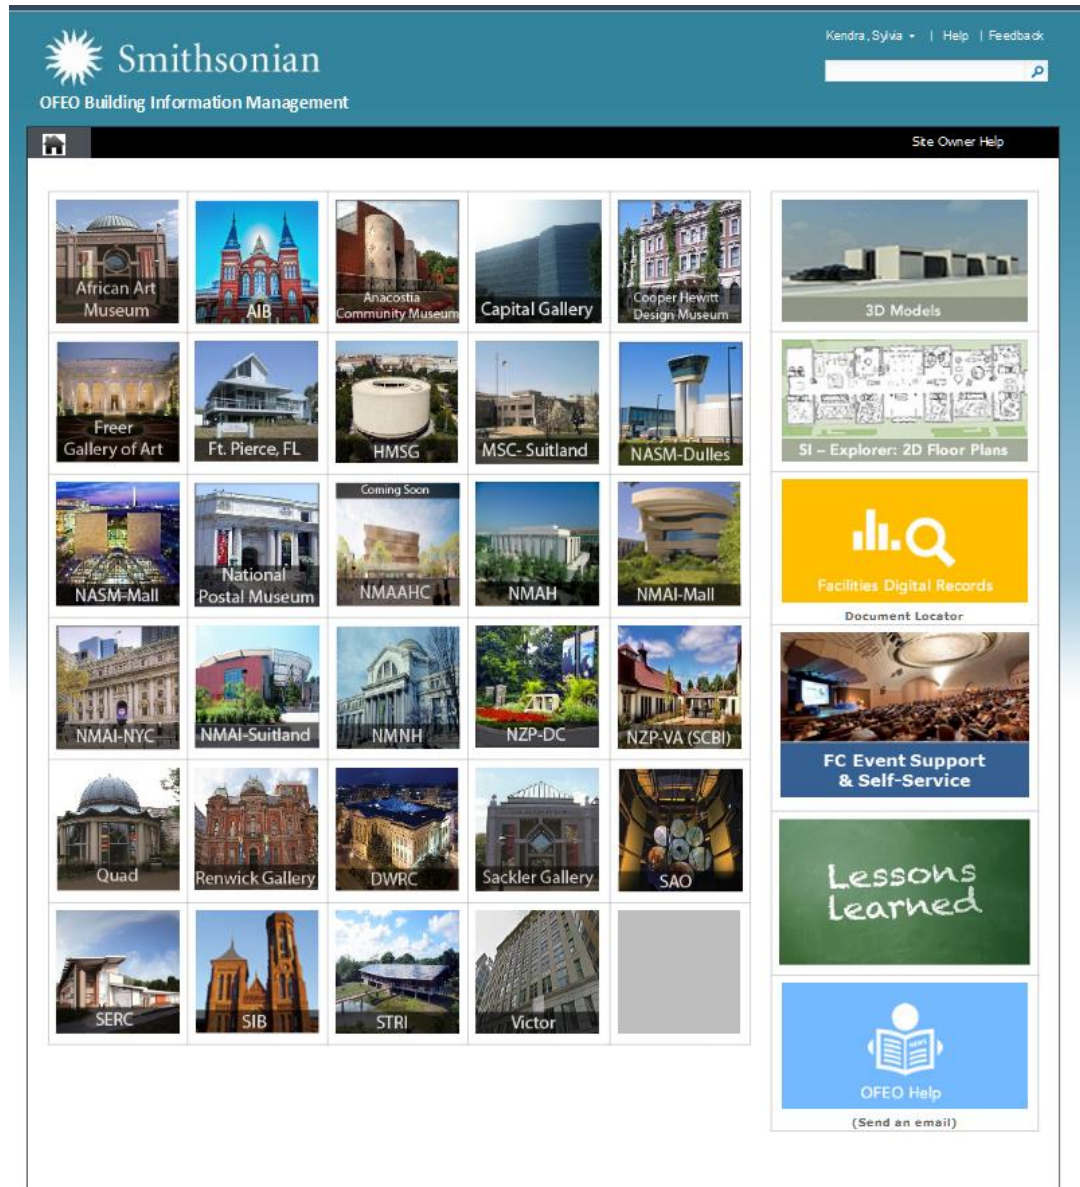 Kendra, Sylvia | Help | Feedback
Smithsonian
OFEO Building Information Management
Site Owner Help
African Art
Museum
AIB
Anacostia
Community Museum
Capital Gallery
Cooper Hewitt
Design Museum
3D Models
Freer
Gallery of Art
Ft. Pierce, FL
HMSG
MSC- Suitland
NASM-Dulles
SI – Explorer: 2D Floor Plans
NASM-Mall
National
Postal Museum
Coming Soon
NMAAHC
NMAH
NMAI-Mall
Facilities Digital Records
Document Locator
NMAI-NYC
NMAI-Suitland
NMNH
NZP-DC
NZP-VA (SCBI)
FC Event Support
& Self-Service
Quad
Renwick Gallery
DWRC
Sackler Gallery
SAO
Lessons
Learned
SERC
SIB
STRI
Victor
NEWS
OFEO Help
(Send an email)